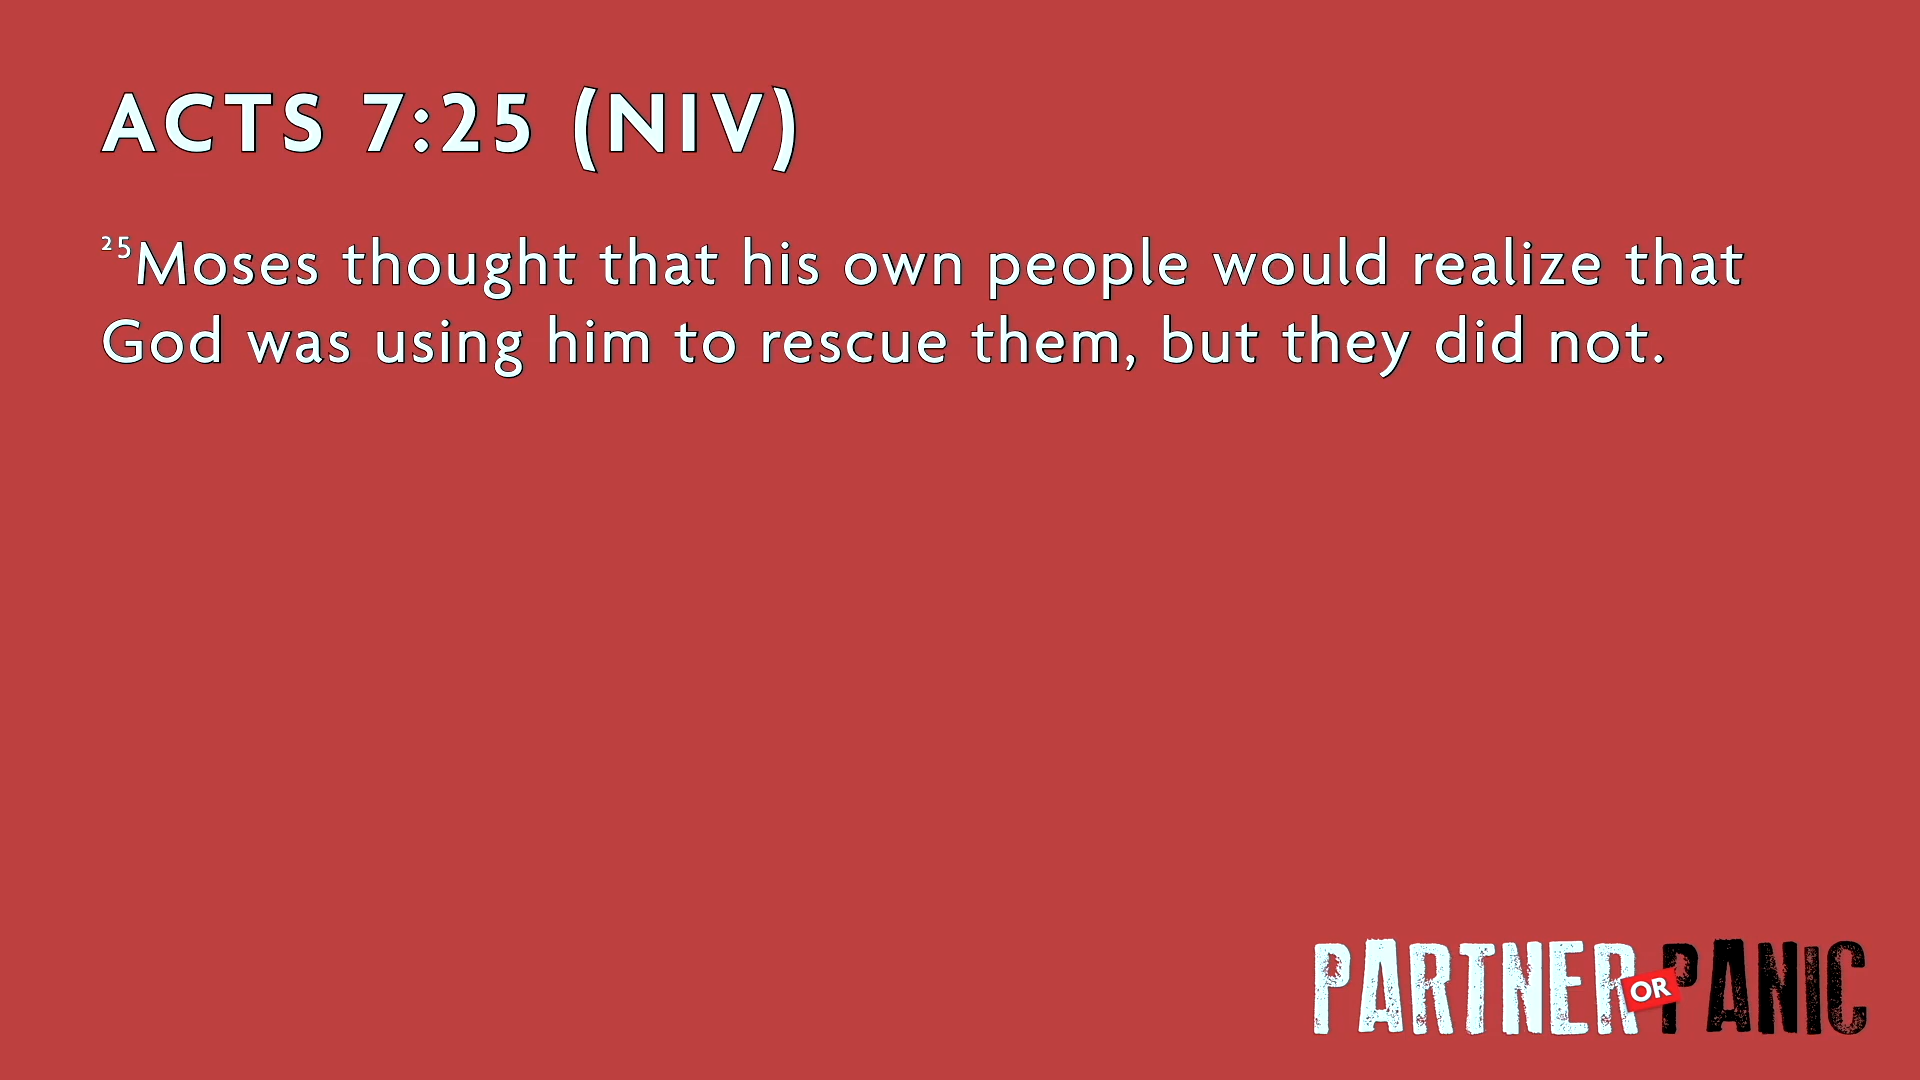 ACTS 7:25 (NIV)
²⁵Moses thought that his own people would realize that
God was using him to rescue them, but they did not.
PARTNER OR PANIC